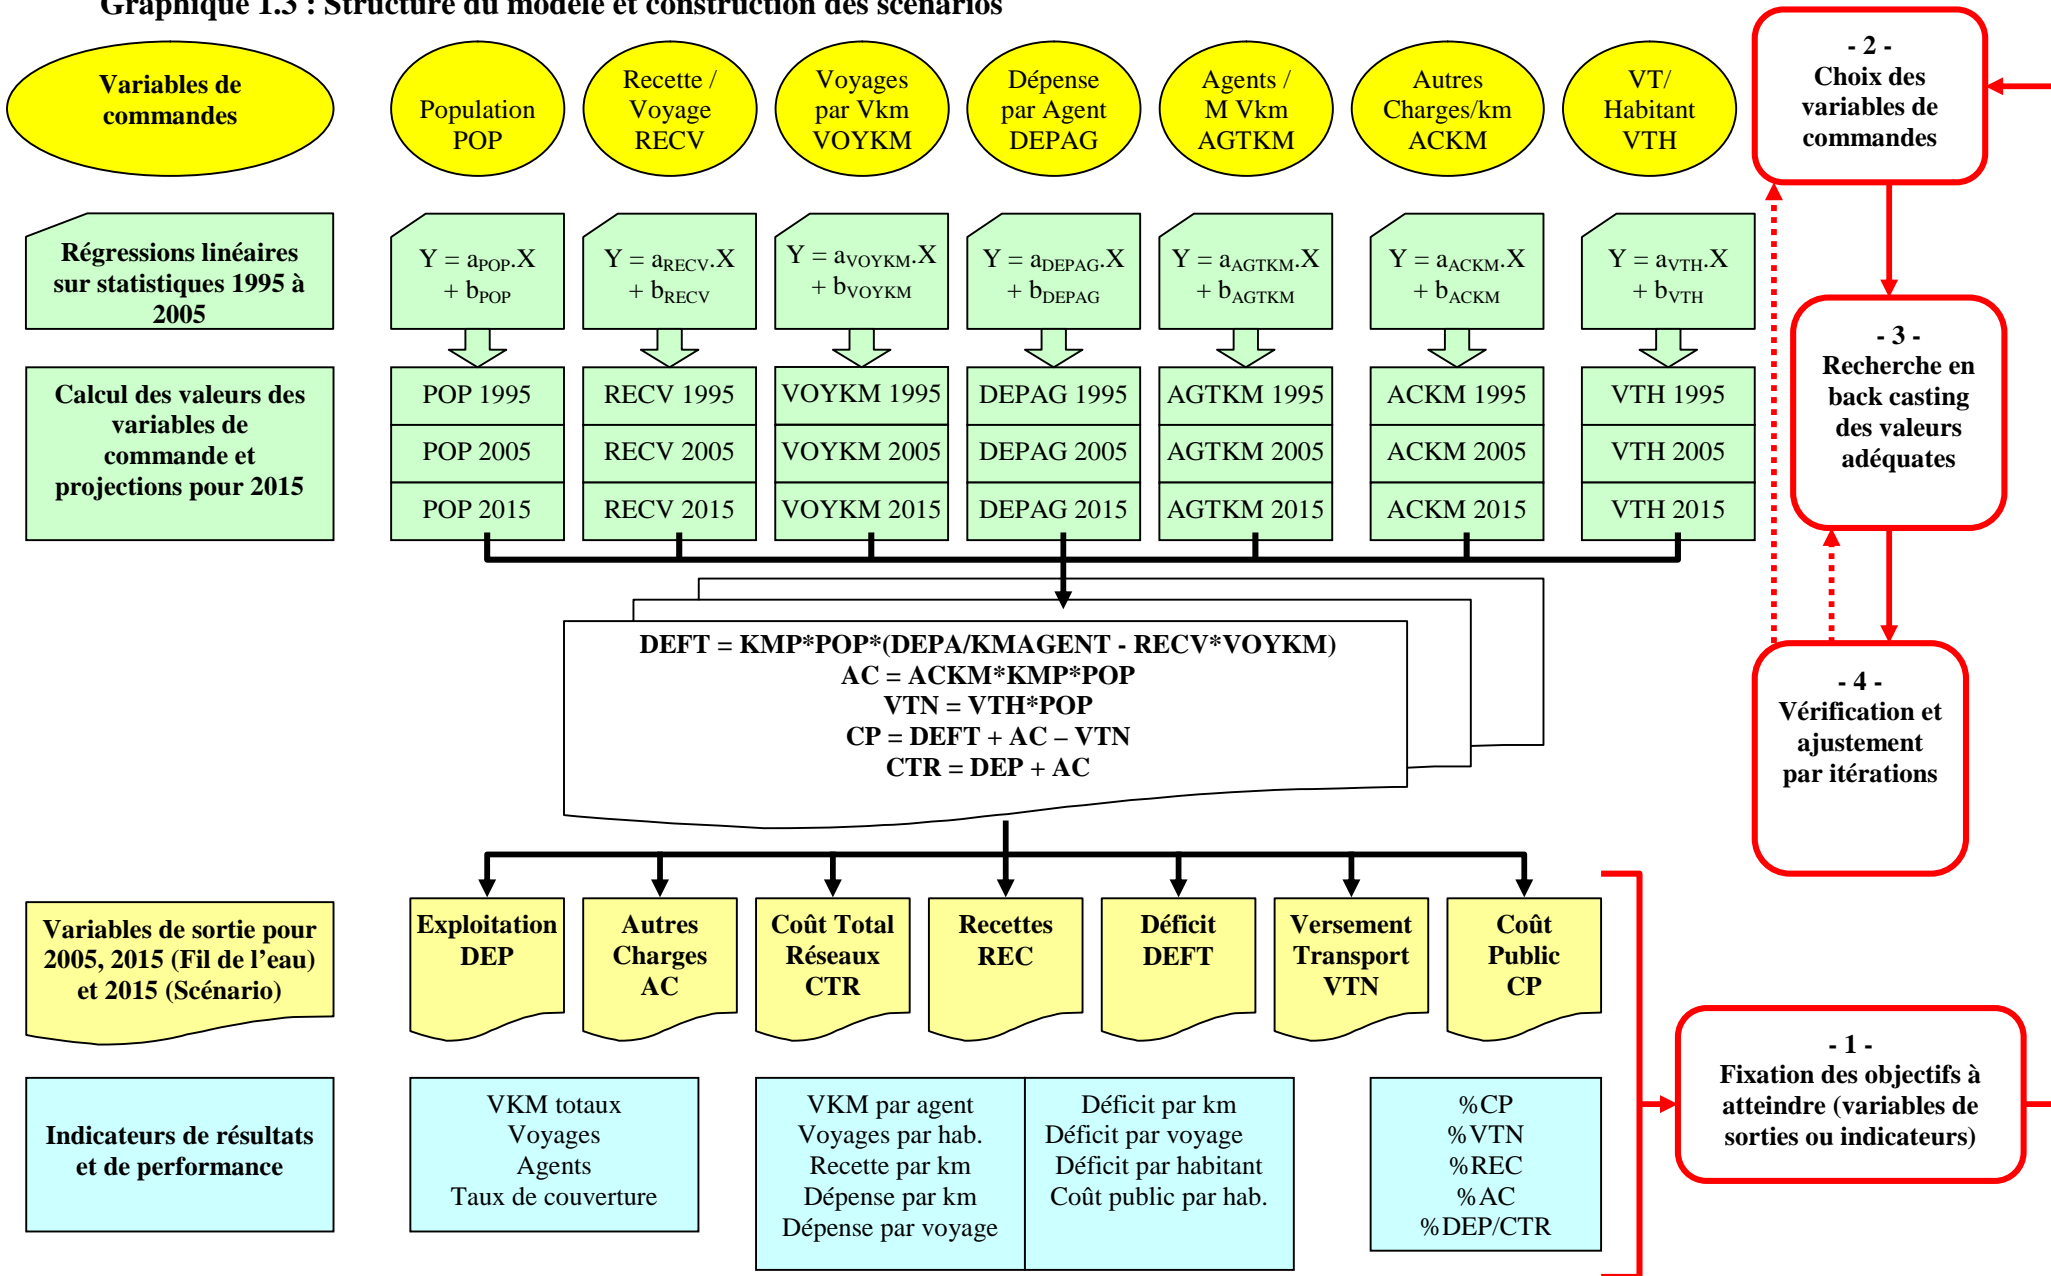 Graphique 1.3 : Structure du modèle et construction des scénarios
Variables de
commandes
Population
POP
Recette /
Voyage
RECV
Voyages
par Vkm
VOYKM
Dépense
par Agent
DEPAG
Agents /
M Vkm
AGTKM
Autres
Charges/km
ACKM
VT/
Habitant
VTH
- 2 -
Choix des
variables de
commandes
Régressions linéaires
sur statistiques 1995 à
2005
Y = aPOP.X
+ bPOP
Y = aRECV.X
+ bRECV
Y = aVOYKM.X
+ bVOYKM
Y = aDEPAG.X
+ bDEPAG
Y = aAGTKM.X
+ bAGTKM
Y = aACKM.X
+ bACKM
Y = aVTH.X
+ bVTH
- 3 -
Recherche en
back casting
des valeurs
adéquates
Calcul des valeurs des
variables de
commande et
projections pour 2015
POP 1995
RECV 1995
VOYKM 1995
DEPAG 1995
AGTKM 1995
ACKM 1995
VTH 1995
POP 2005
RECV 2005
VOYKM 2005
DEPAG 2005
AGTKM 2005
ACKM 2005
VTH 2005
POP 2015
RECV 2015
VOYKM 2015
DEPAG 2015
AGTKM 2015
ACKM 2015
VTH 2015
DEFT = KMP*POP*(DEPA/KMAGENT - RECV*VOYKM)
AC = ACKM*KMP*POP
VTN = VTH*POP
CP = DEFT + AC – VTN
CTR = DEP + AC
- 4 -
Vérification et
ajustement
par itérations
Variables de sortie pour
2005, 2015 (Fil de l’eau)
et 2015 (Scénario)
Exploitation
DEP
Autres
Charges
AC
Coût Total
Réseaux
CTR
Recettes
REC
Déficit
DEFT
Versement
Transport
VTN
Coût
Public
CP
- 1 -
Fixation des objectifs à
atteindre (variables de
sorties ou indicateurs)
Indicateurs de résultats
et de performance
VKM totaux
Voyages
Agents
Taux de couverture
VKM par agent
Voyages par hab.
Recette par km
Dépense par km
Dépense par voyage
Déficit par km
Déficit par voyage
Déficit par habitant
Coût public par hab.
%CP
%VTN
%REC
%AC
%DEP/CTR